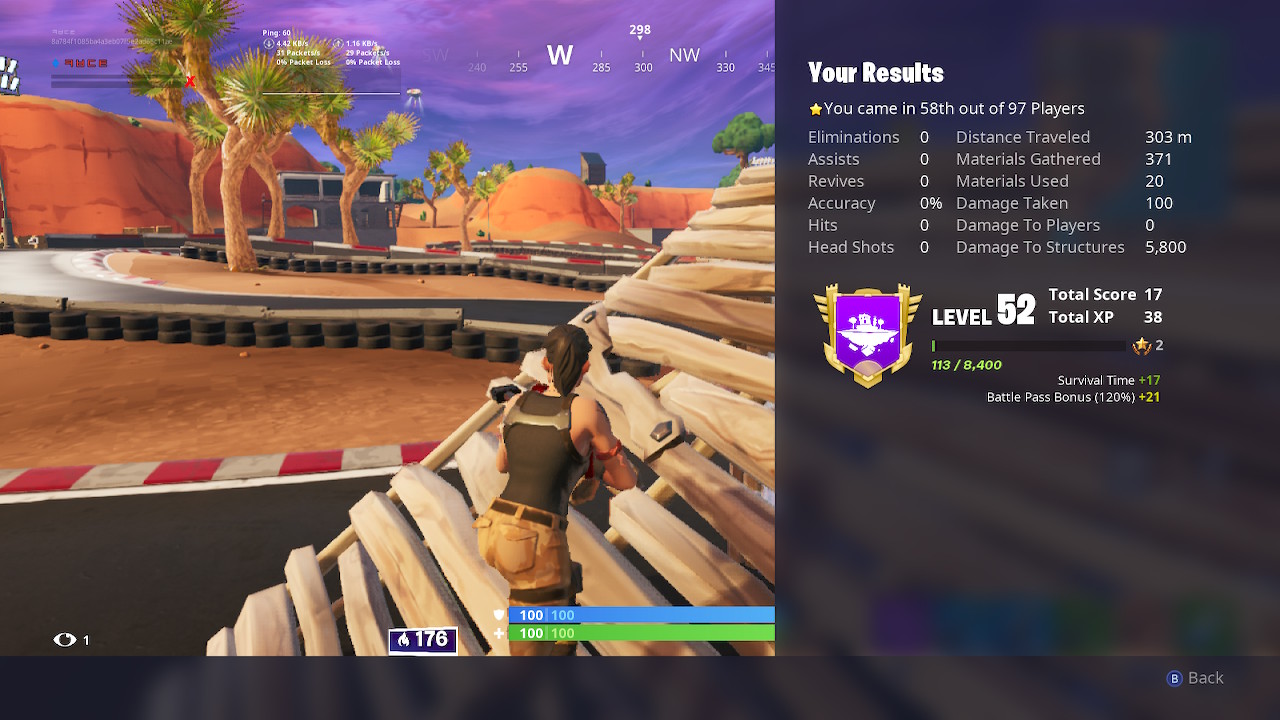 Ping: 60
4.42 KB/s 1.16 KB/s
31 Packets/s 29 Packets/s
0% Packet Loss 0% Packet Loss
298
SW 240 255 W 285 300 NW 330 345
Your Results
You came in 58th out of 97 Players
Eliminations 0 Distance Traveled 303 m
Assists 0 Materials Gathered 371
Revives 0 Materials Used 20
Accuracy 0% Damage Taken 100
Hits 0 Damage To Players 0
Head Shots 0 Damage To Structures 5,800
LEVEL 52
Total Score 17
Total XP 38
2
113 / 8,400
Survival Time +17
Battle Pass Bonus (120%) +21
100 100
100 100
176
1
B Back